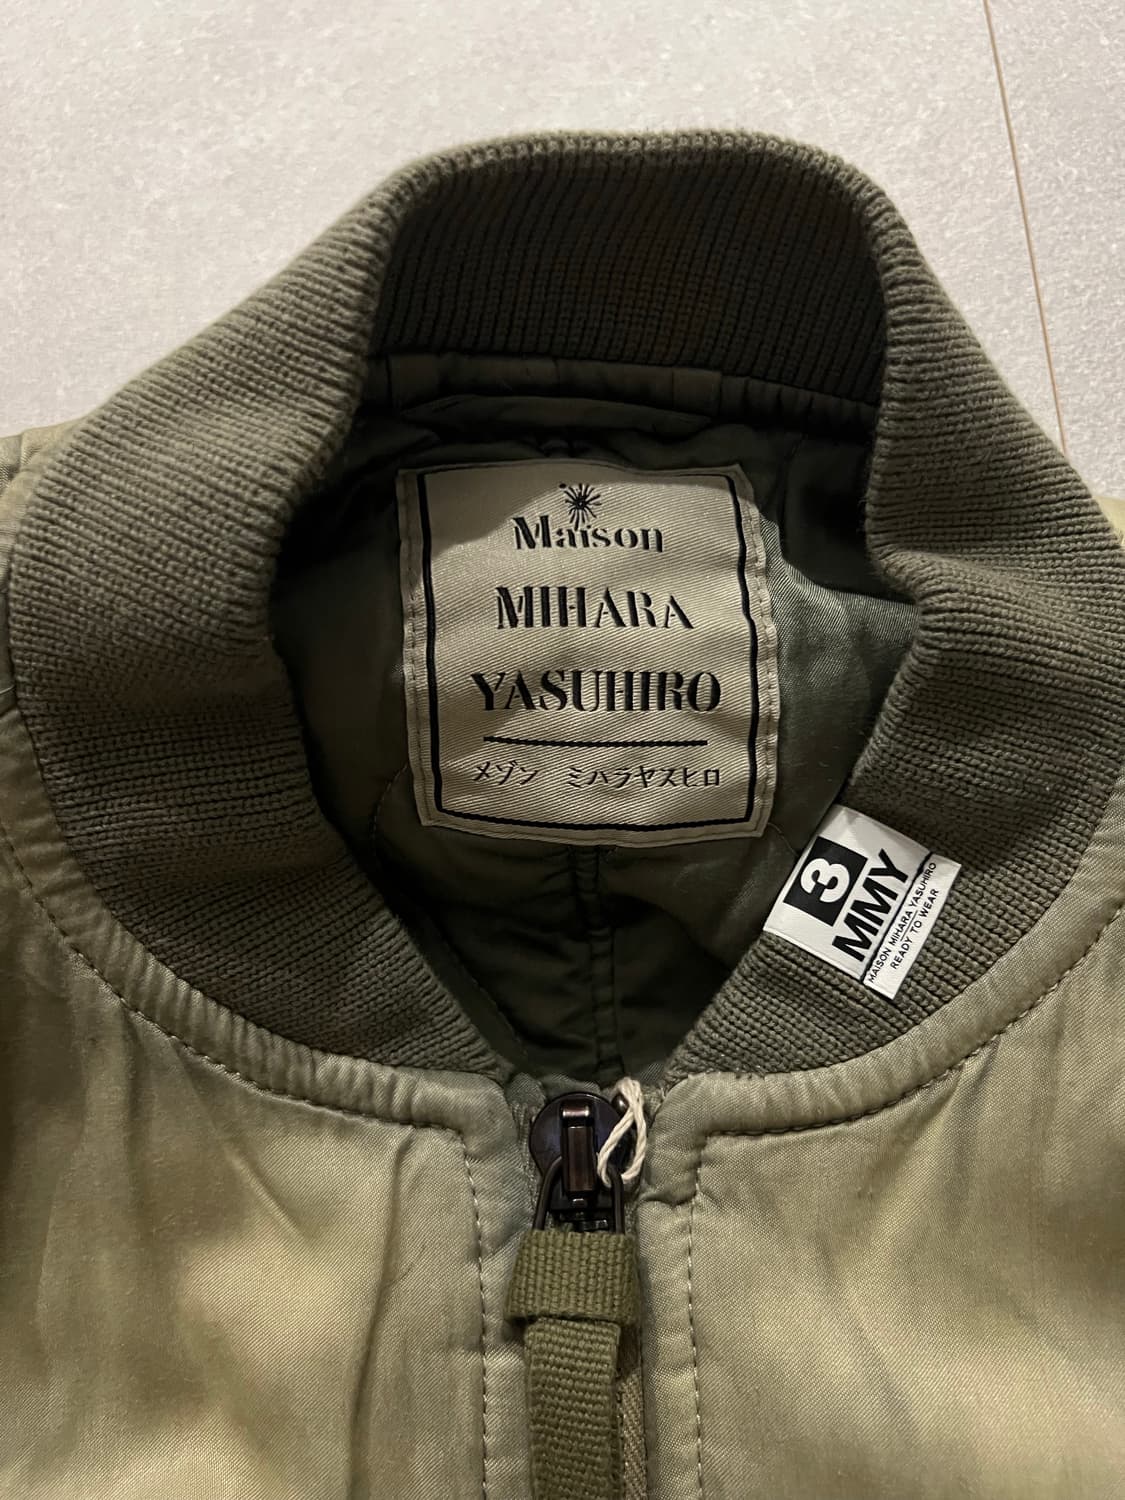 Maison
MIHARA
YASUHIRO
メゾン　ミハラヤスヒロ
3
MMY
MAISON MIHARA YASUHIRO
READY TO WEAR